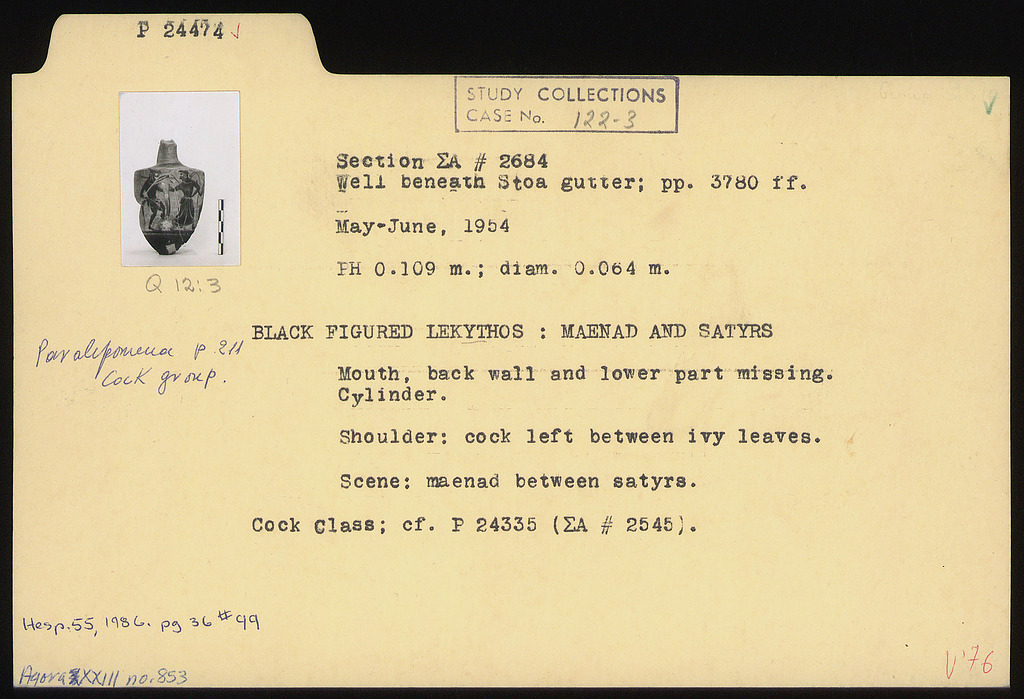 P 24474 ✓
STUDY COLLECTIONS
CASE No. 122-3
Section ΣA # 2684
Well beneath Stoa gutter; pp. 3780 ff.
May-June, 1954
PH 0.109 m.; diam. 0.064 m.
Q 12:3
BLACK FIGURED LEKYTHOS : MAENAD AND SATYRS
Paralipomena p. 211
Cock group.
Mouth, back wall and lower part missing.
Cylinder.
Shoulder: cock left between ivy leaves.
Scene: maenad between satyrs.
Cock Class; cf. P 24335 (ΣA # 2545).
Hesp. 55, 1986. pg 36 #99
Agora XXIII no. 853
V'76